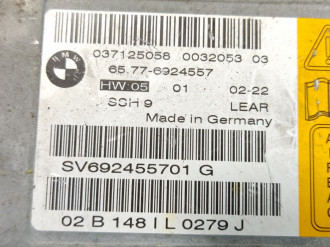 BMW
037125058 0032053 03
65.77-6924557
HW:05 01 02-22
SSH 9 LEAR
Made in Germany
SV692455701 G
02 B 148 I L 0279 J